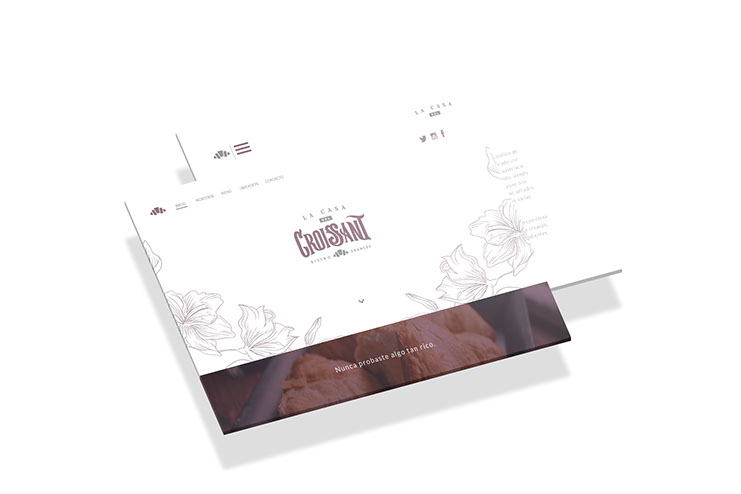 LA CASA
DEL
INICIO NOSOTROS MENÚ UBICACIÓN CONTACTO
LA CASA
DEL
CROISSANT
BISTRO FRANCÉS
Nunca probaste algo tan rico.